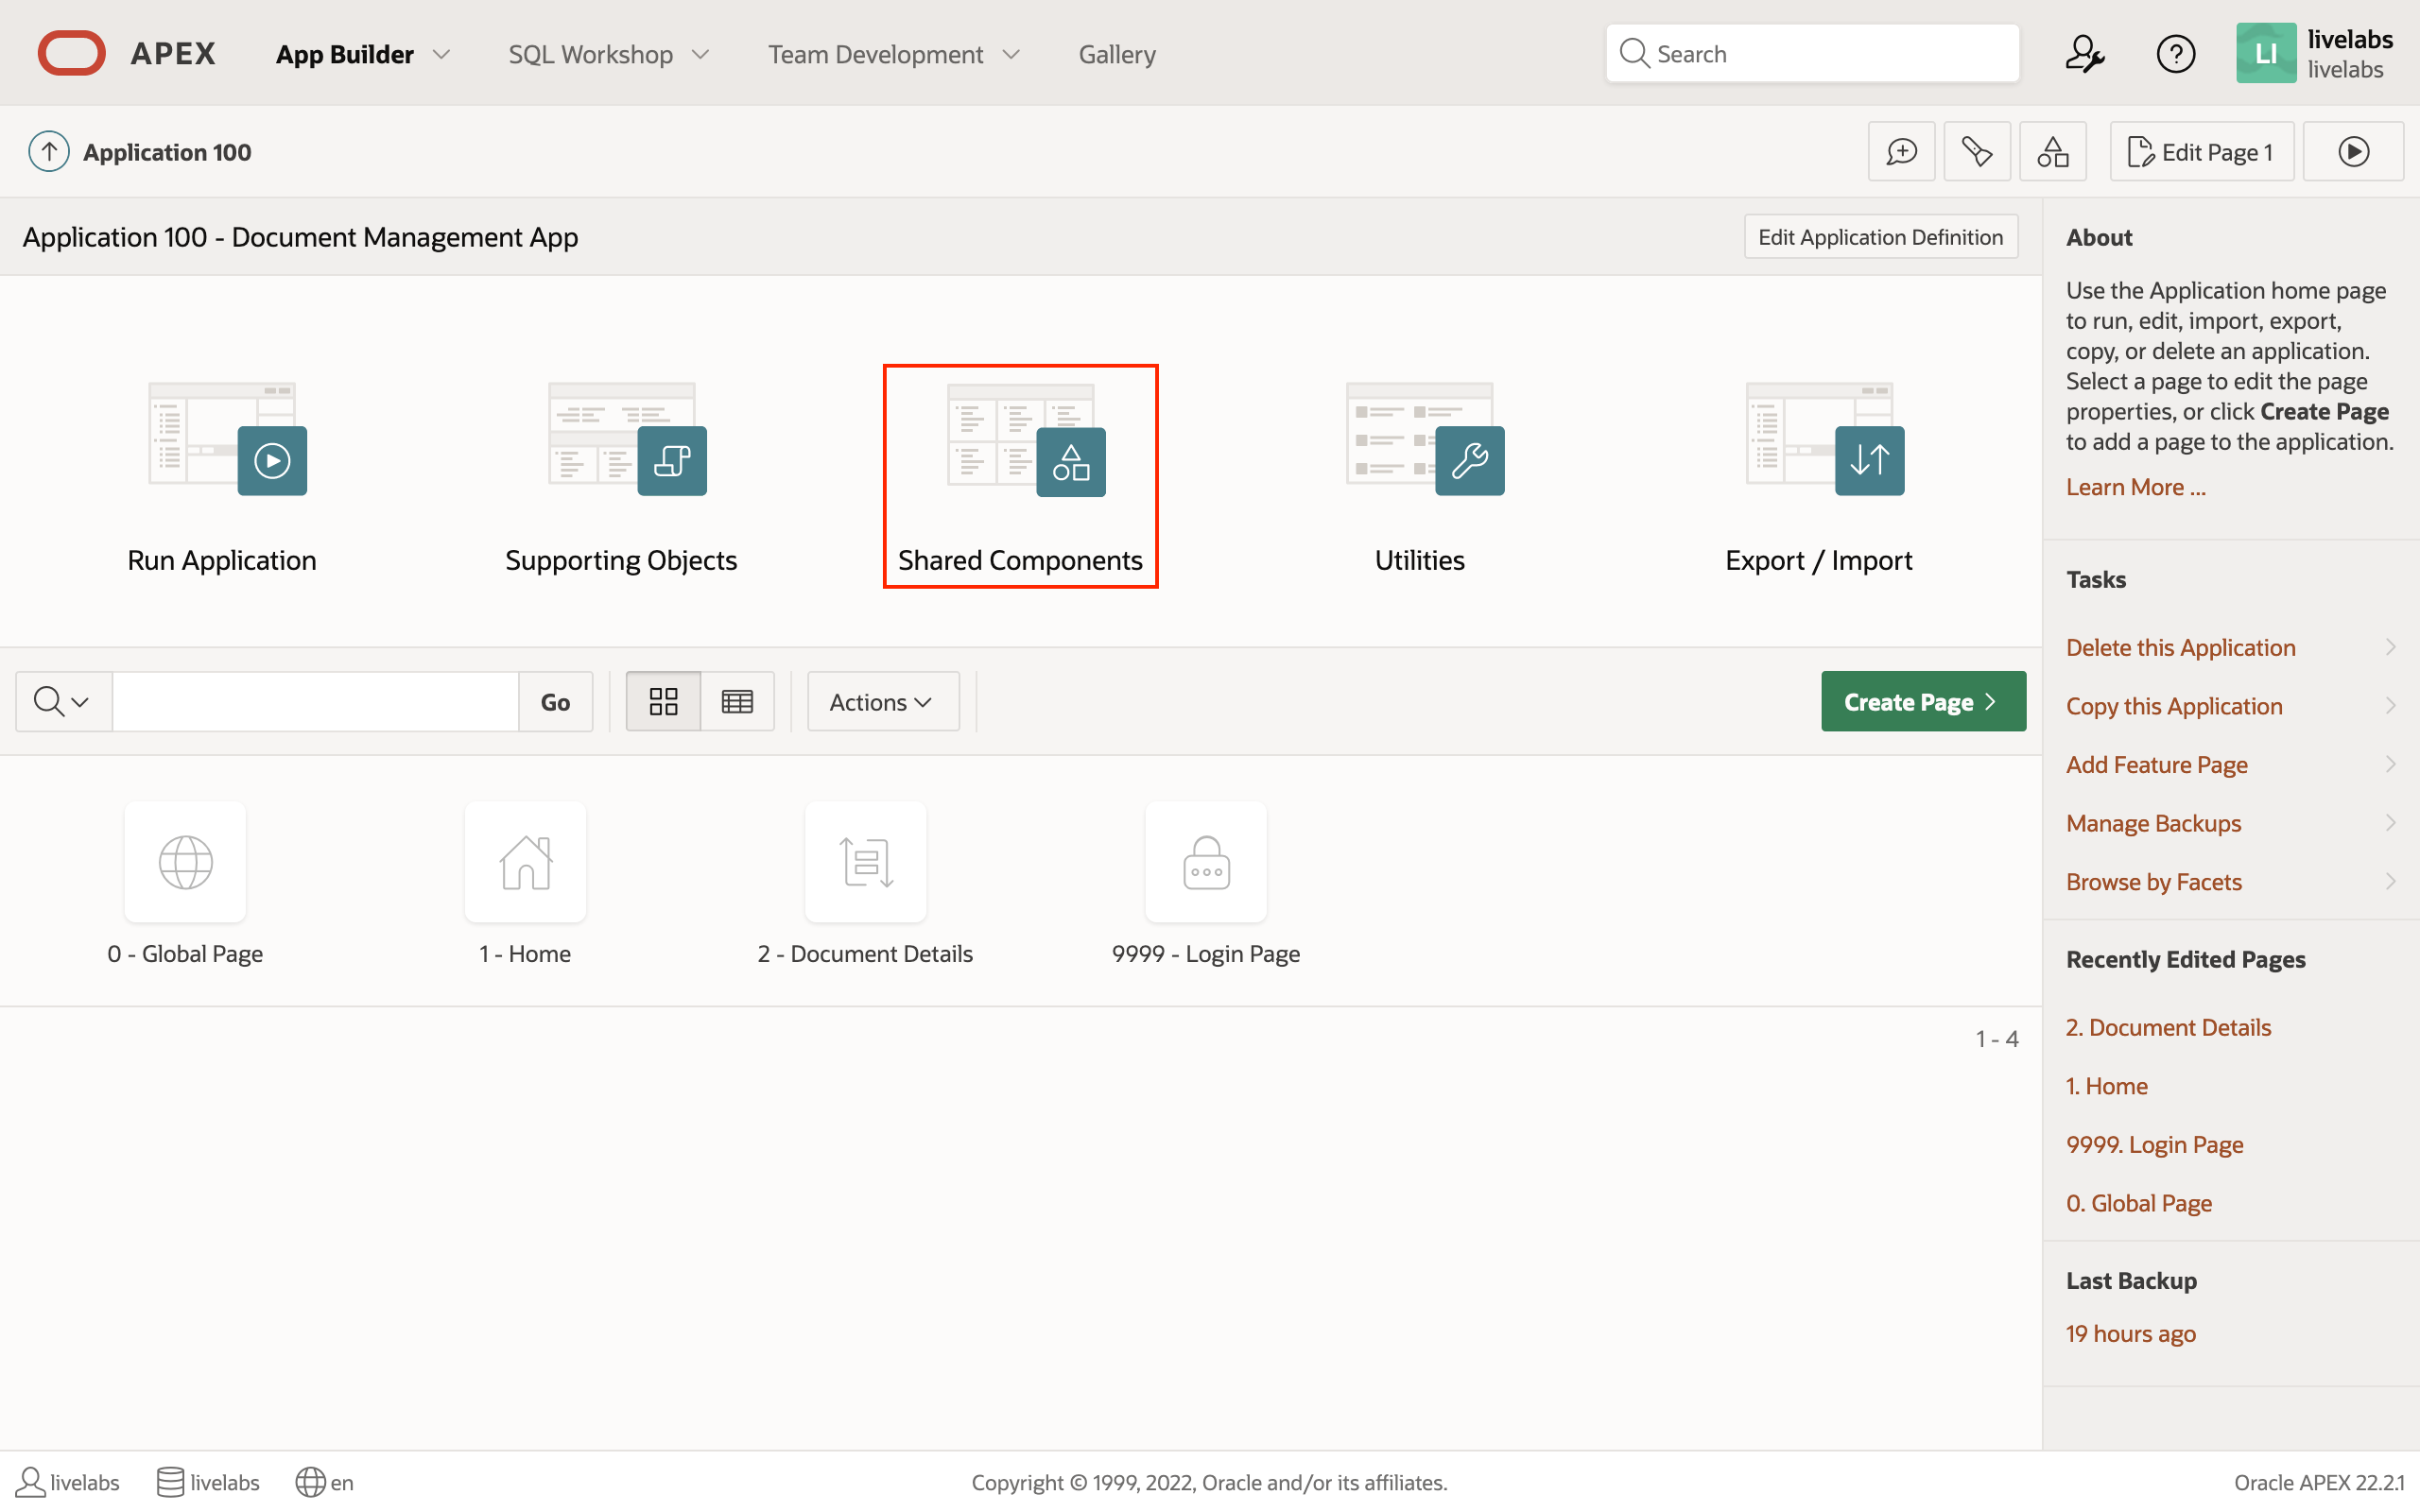 APEX
App Builder
SQL Workshop
Team Development
Gallery
Search
LI
livelabs
livelabs
Application 100
Edit Page 1
Application 100 - Document Management App
Edit Application Definition
Run Application
Supporting Objects
Shared Components
Utilities
Export / Import
Go
Actions
Create Page
0 - Global Page
1 - Home
2 - Document Details
9999 - Login Page
1 - 4
About
Use the Application home page
to run, edit, import, export,
copy, or delete an application.
Select a page to edit the page
properties, or click Create Page
to add a page to the application.
Learn More ...
Tasks
Delete this Application
Copy this Application
Add Feature Page
Manage Backups
Browse by Facets
Recently Edited Pages
2. Document Details
1. Home
9999. Login Page
0. Global Page
Last Backup
19 hours ago
livelabs
livelabs
en
Copyright © 1999, 2022, Oracle and/or its affiliates.
Oracle APEX 22.2.1